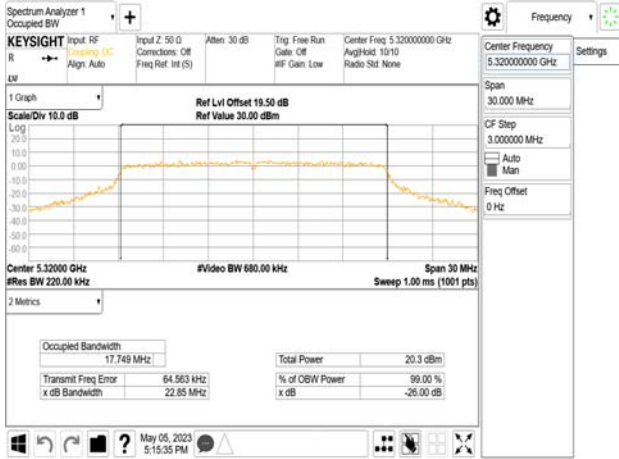 Spectrum Analyzer 1
Occupied BW
Frequency
KEYSIGHT
R
Input: RF
Coupling: DC
Align: Auto
Input Z: 50 Ω
Corrections: Off
Freq Ref: Int (S)
Atten: 30 dB
Trig: Free Run
Gate: Off
#IF Gain: Low
Center Freq: 5.320000000 GHz
Avg|Hold: 10/10
Radio Std: None
Center Frequency
5.320000000 GHz
Settings
Span
30.000 MHz
CF Step
3.000000 MHz
Auto
Man
Freq Offset
0 Hz
1 Graph
Scale/Div 10.0 dB
Ref Lvl Offset 19.50 dB
Ref Value 30.00 dBm
Log
20.0
10.0
0.00
-10.0
-20.0
-30.0
-40.0
-50.0
-60.0
Center 5.32000 GHz
#Res BW 220.00 kHz
#Video BW 680.00 kHz
Span 30 MHz
Sweep 1.00 ms (1001 pts)
2 Metrics
Occupied Bandwidth
17.749 MHz
Total Power 20.3 dBm
Transmit Freq Error 64.563 kHz
% of OBW Power 99.00 %
x dB Bandwidth 22.85 MHz
x dB -26.00 dB
?
May 05, 2023
5:15:35 PM